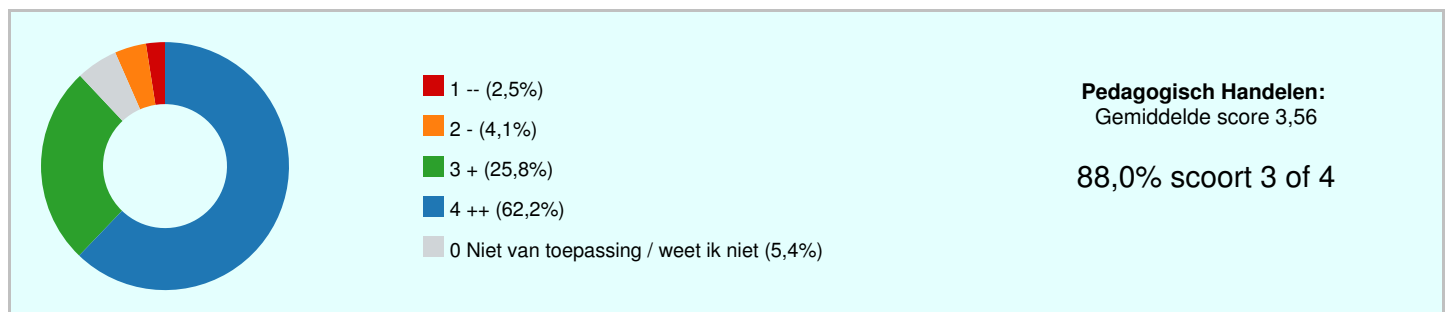 1 -- (2,5%)
2 - (4,1%)
3 + (25,8%)
4 ++ (62,2%)
0 Niet van toepassing / weet ik niet (5,4%)
Pedagogisch Handelen:
Gemiddelde score 3,56
88,0% scoort 3 of 4